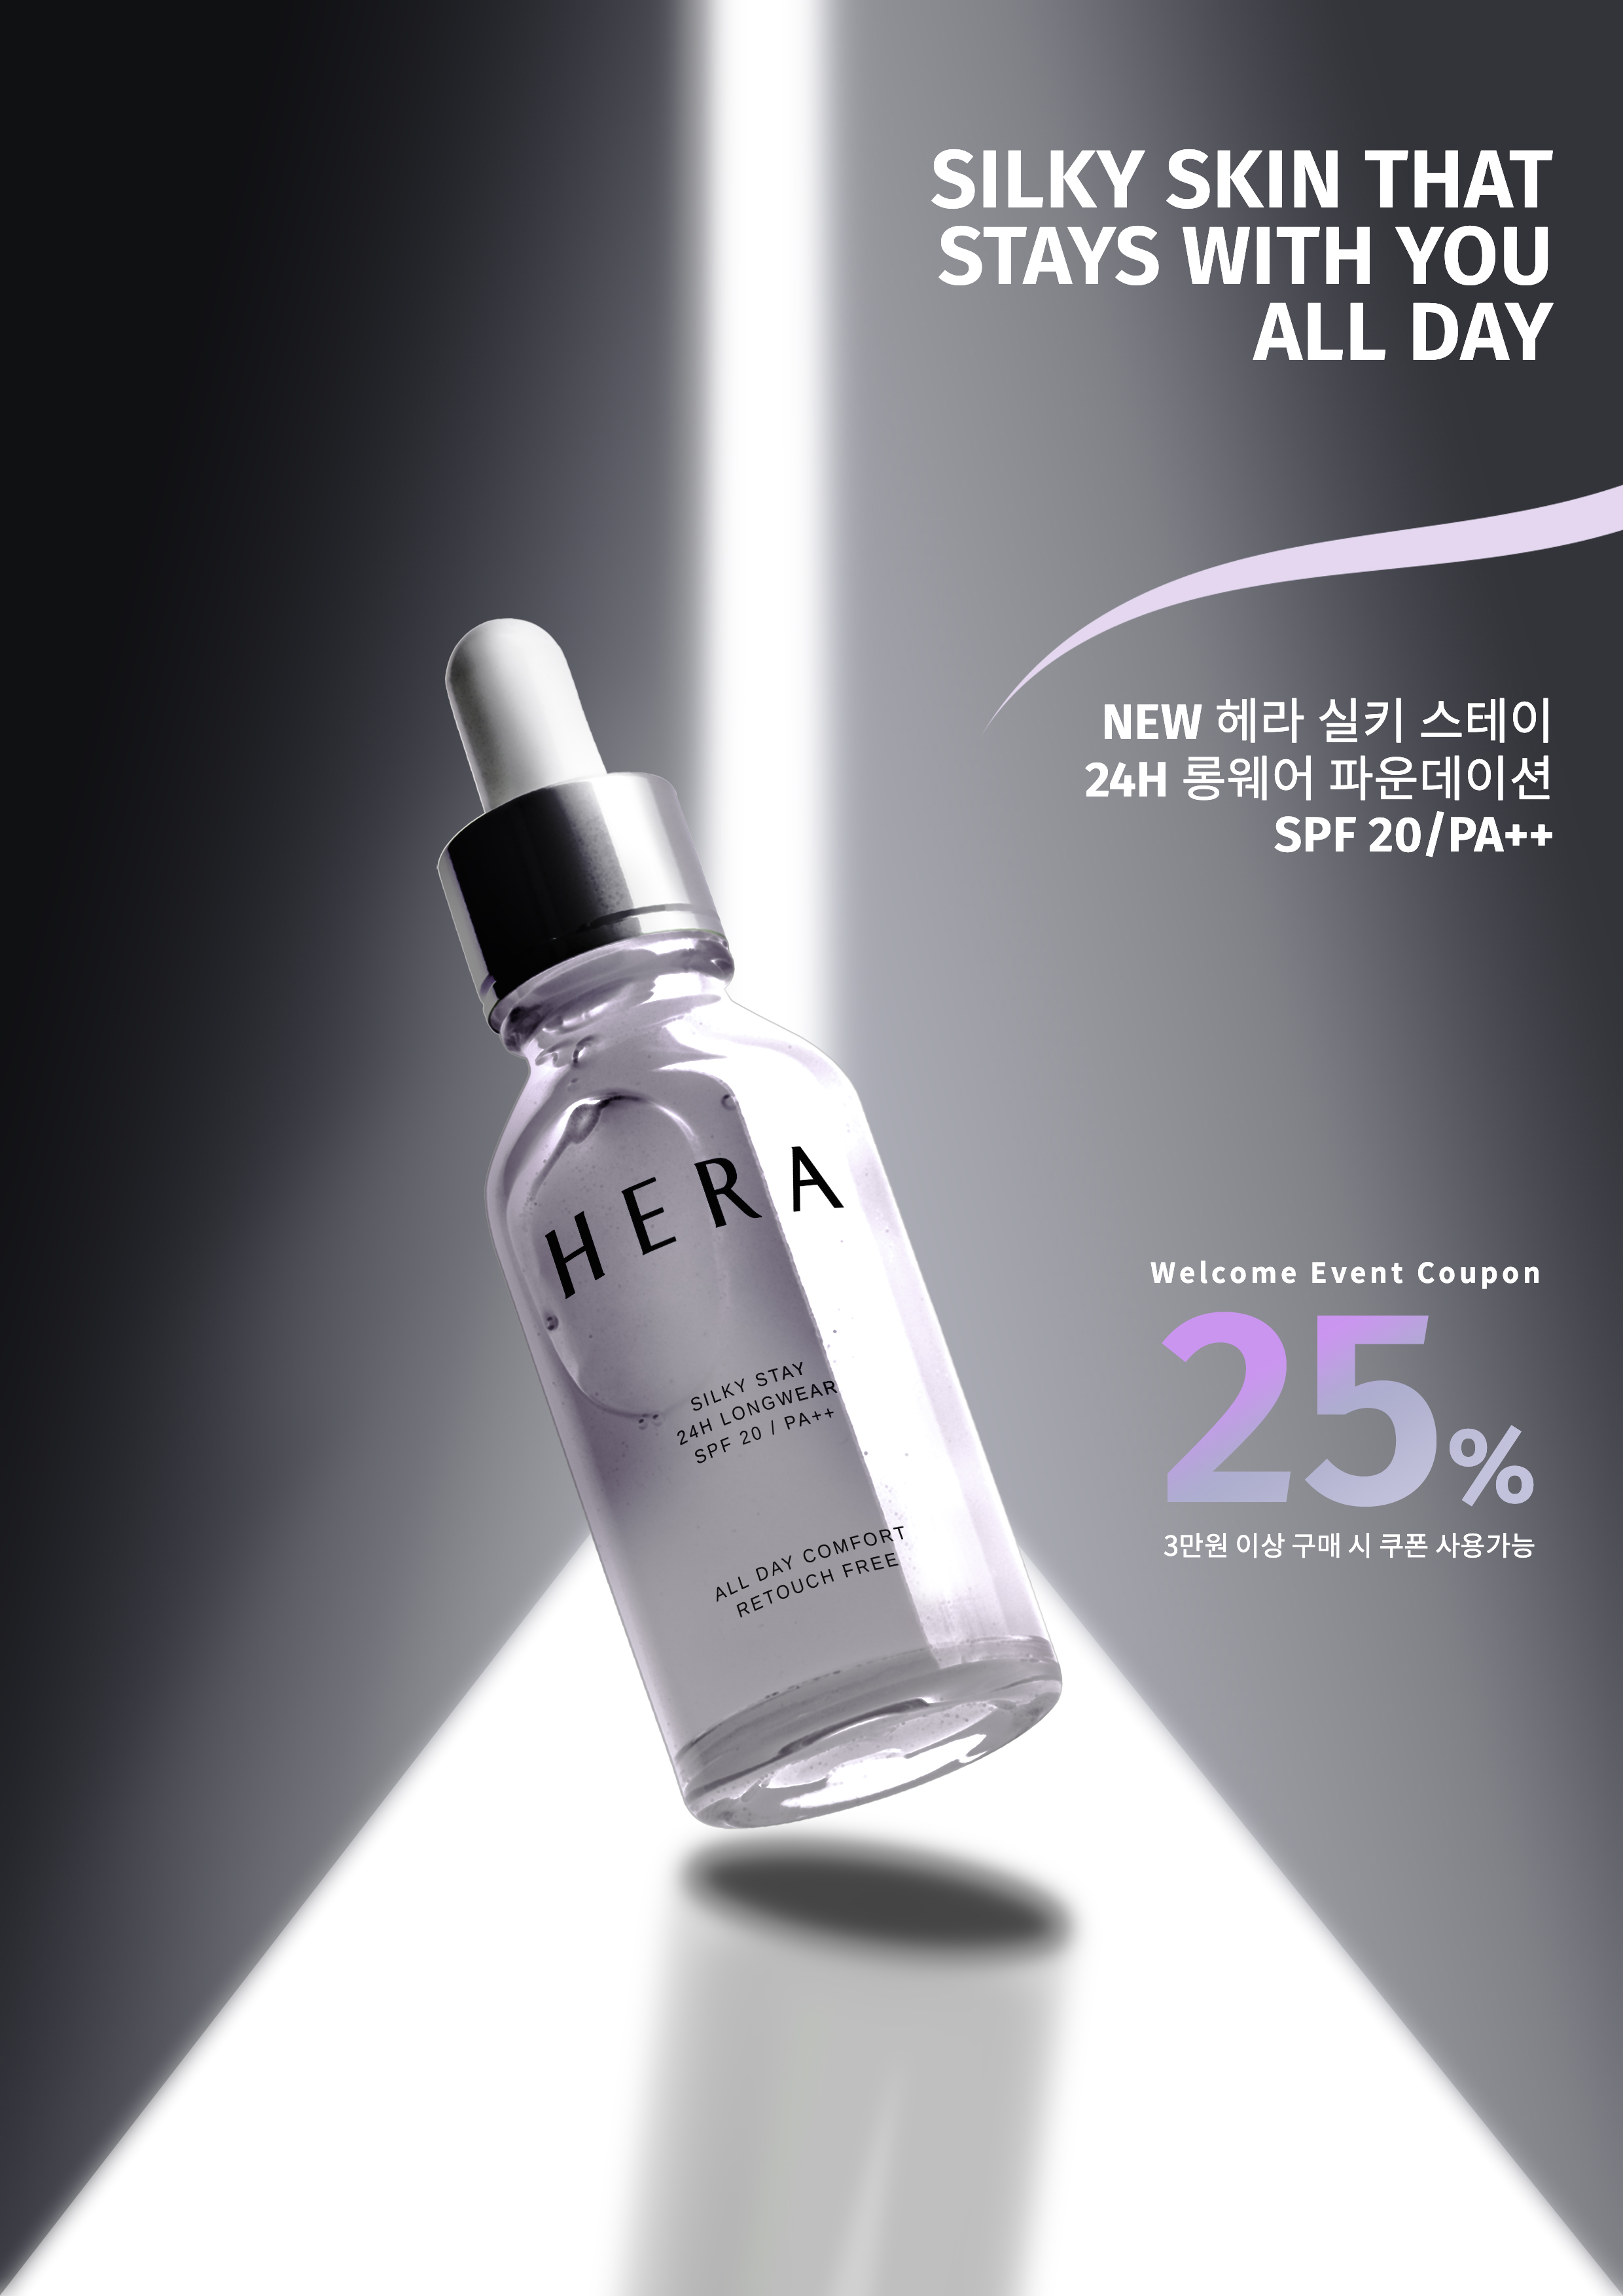 SILKY SKIN THAT
STAYS WITH YOU
ALL DAY
NEW 헤라 실키 스테이
24H 롱웨어 파운데이션
SPF 20/PA++
HERA
SILKY STAY
24H LONGWEAR
SPF 20 / PA++
ALL DAY COMFORT
RETOUCH FREE
Welcome Event Coupon
25%
3만원 이상 구매 시 쿠폰 사용가능